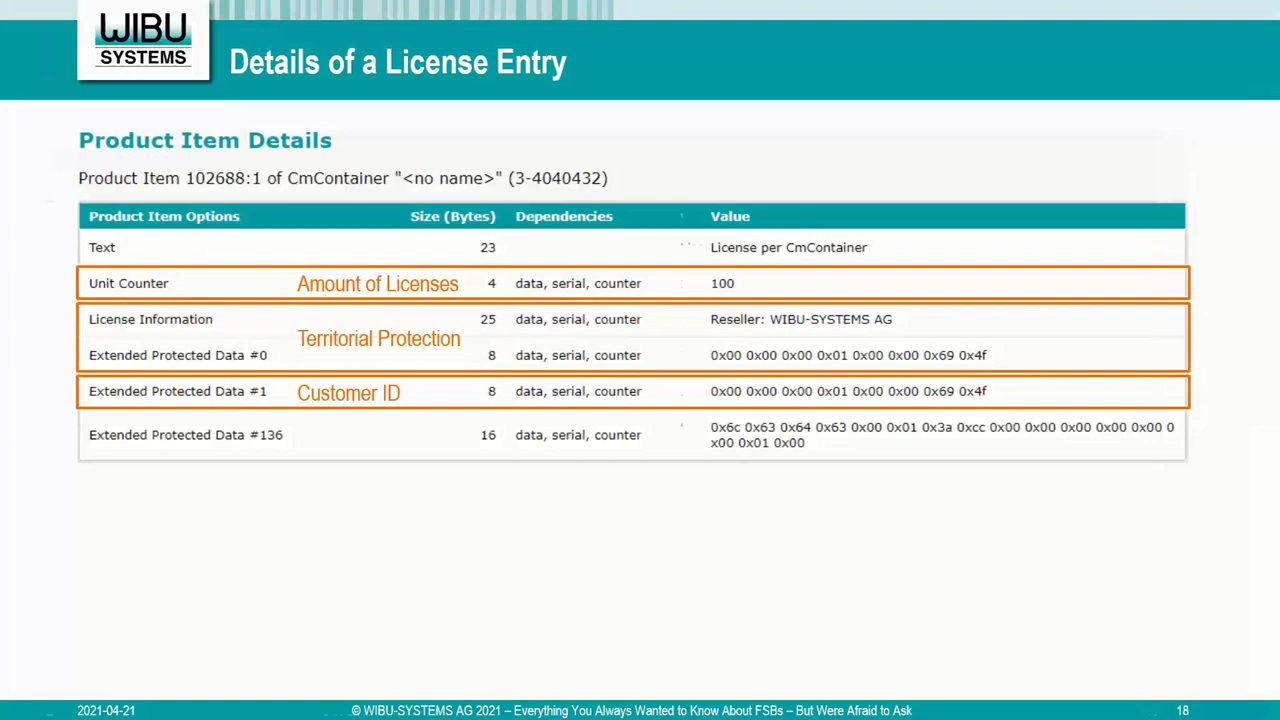 WIBU
SYSTEMS
Details of a License Entry
Product Item Details
Product Item 102688:1 of CmContainer "<no name>" (3-4040432)
Product Item Options Size (Bytes) Dependencies Value
Text 23 License per CmContainer
Unit Counter Amount of Licenses 4 data, serial, counter 100
License Information 25 data, serial, counter Reseller: WIBU-SYSTEMS AG
Territorial Protection
Extended Protected Data #0 8 data, serial, counter 0x00 0x00 0x00 0x01 0x00 0x00 0x69 0x4f
Extended Protected Data #1 Customer ID 8 data, serial, counter 0x00 0x00 0x00 0x01 0x00 0x00 0x69 0x4f
Extended Protected Data #136 16 data, serial, counter 0x6c 0x63 0x64 0x63 0x00 0x01 0x3a 0xcc 0x00 0x00 0x00 0x00 0x00 0
x00 0x01 0x00
2021-04-21 © WIBU-SYSTEMS AG 2021 – Everything You Always Wanted to Know About FSBs – But Were Afraid to Ask 18